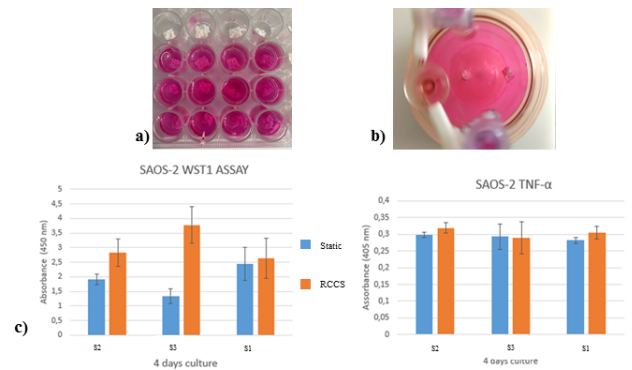 a)
b)
SAOS-2 WST1 ASSAY
Absorbance (450 nm)
5
4,5
4
3,5
3
2,5
2
1,5
1
0,5
0
S2 S3 S1
4 days culture
Static
RCCS
c)
SAOS-2 TNF-α
Assorbance (405 nm)
0,4
0,35
0,3
0,25
0,2
0,15
0,1
0,05
0
S2 S3 S1
4 days culture